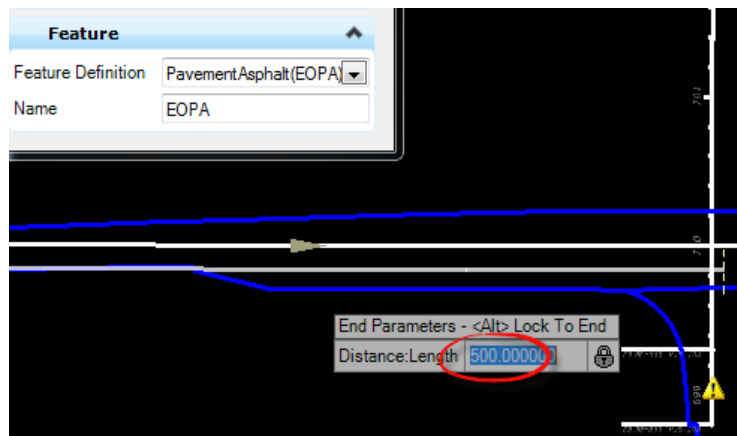 Feature
Feature Definition PavementAsphalt(EOPA)
Name EOPA
End Parameters - <Alt> Lock To End
Distance:Length 500.000000